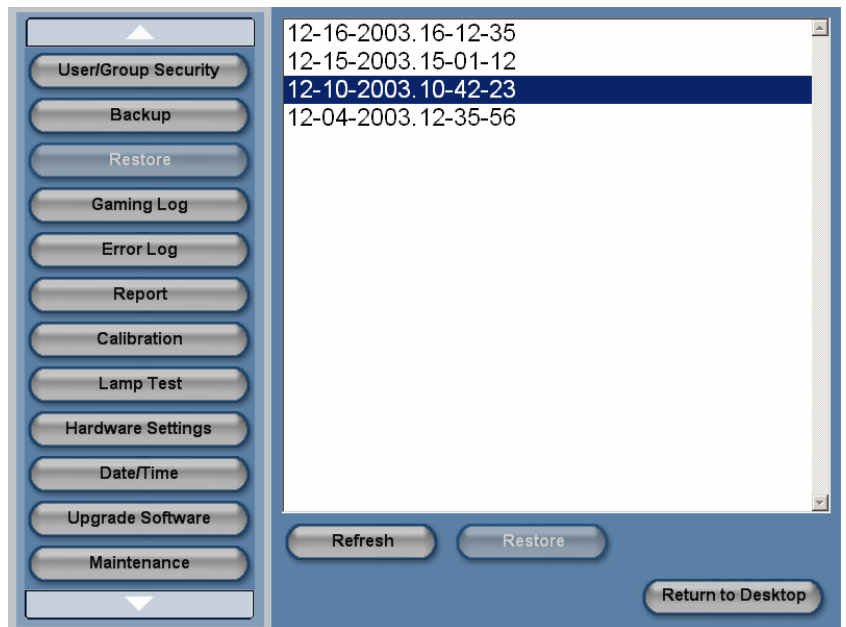 User/Group Security
Backup
Restore
Gaming Log
Error Log
Report
Calibration
Lamp Test
Hardware Settings
Date/Time
Upgrade Software
Maintenance
12-16-2003.16-12-35
12-15-2003.15-01-12
12-10-2003.10-42-23
12-04-2003.12-35-56
Refresh
Restore
Return to Desktop